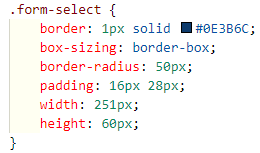 .form-select {
    border: 1px solid #0E3B6C;
    box-sizing: border-box;
    border-radius: 50px;
    padding: 16px 28px;
    width: 251px;
    height: 60px;
}